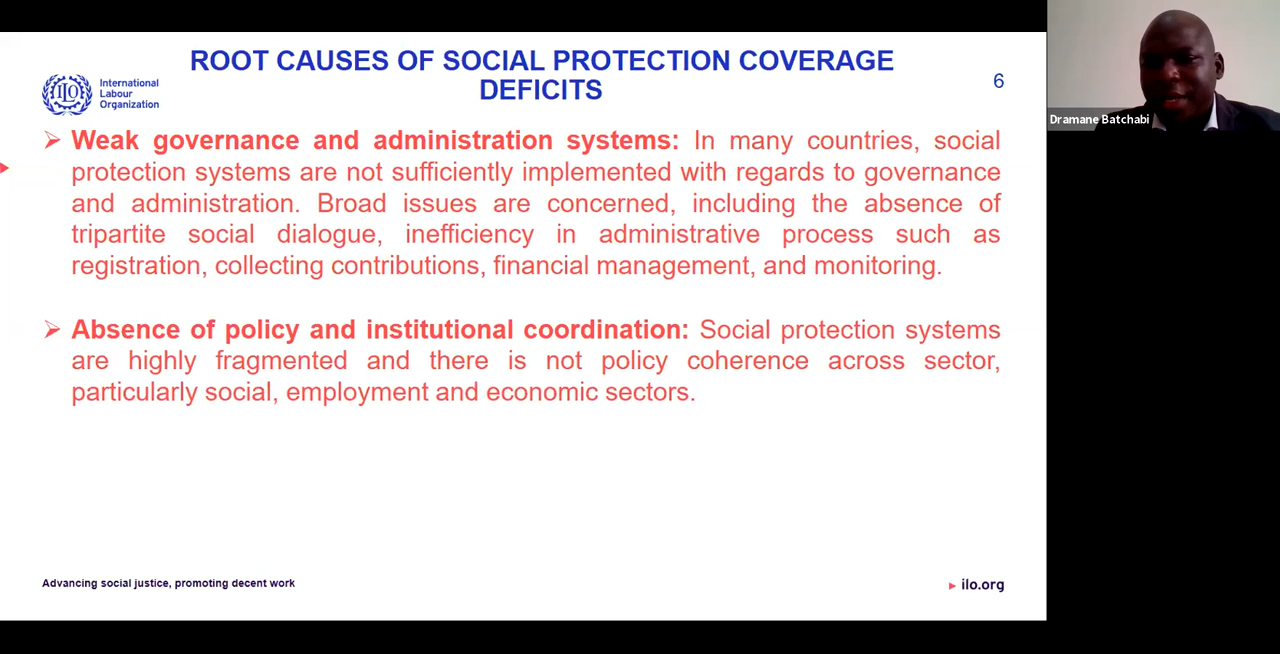 ROOT CAUSES OF SOCIAL PROTECTION COVERAGE
DEFICITS
6
ILO
International
Labour
Organization
Weak governance and administration systems: In many countries, social
protection systems are not sufficiently implemented with regards to governance
and administration. Broad issues are concerned, including the absence of
tripartite social dialogue, inefficiency in administrative process such as
registration, collecting contributions, financial management, and monitoring.
Absence of policy and institutional coordination: Social protection systems
are highly fragmented and there is not policy coherence across sector,
particularly social, employment and economic sectors.
Advancing social justice, promoting decent work
ilo.org
Dramane Batchabi